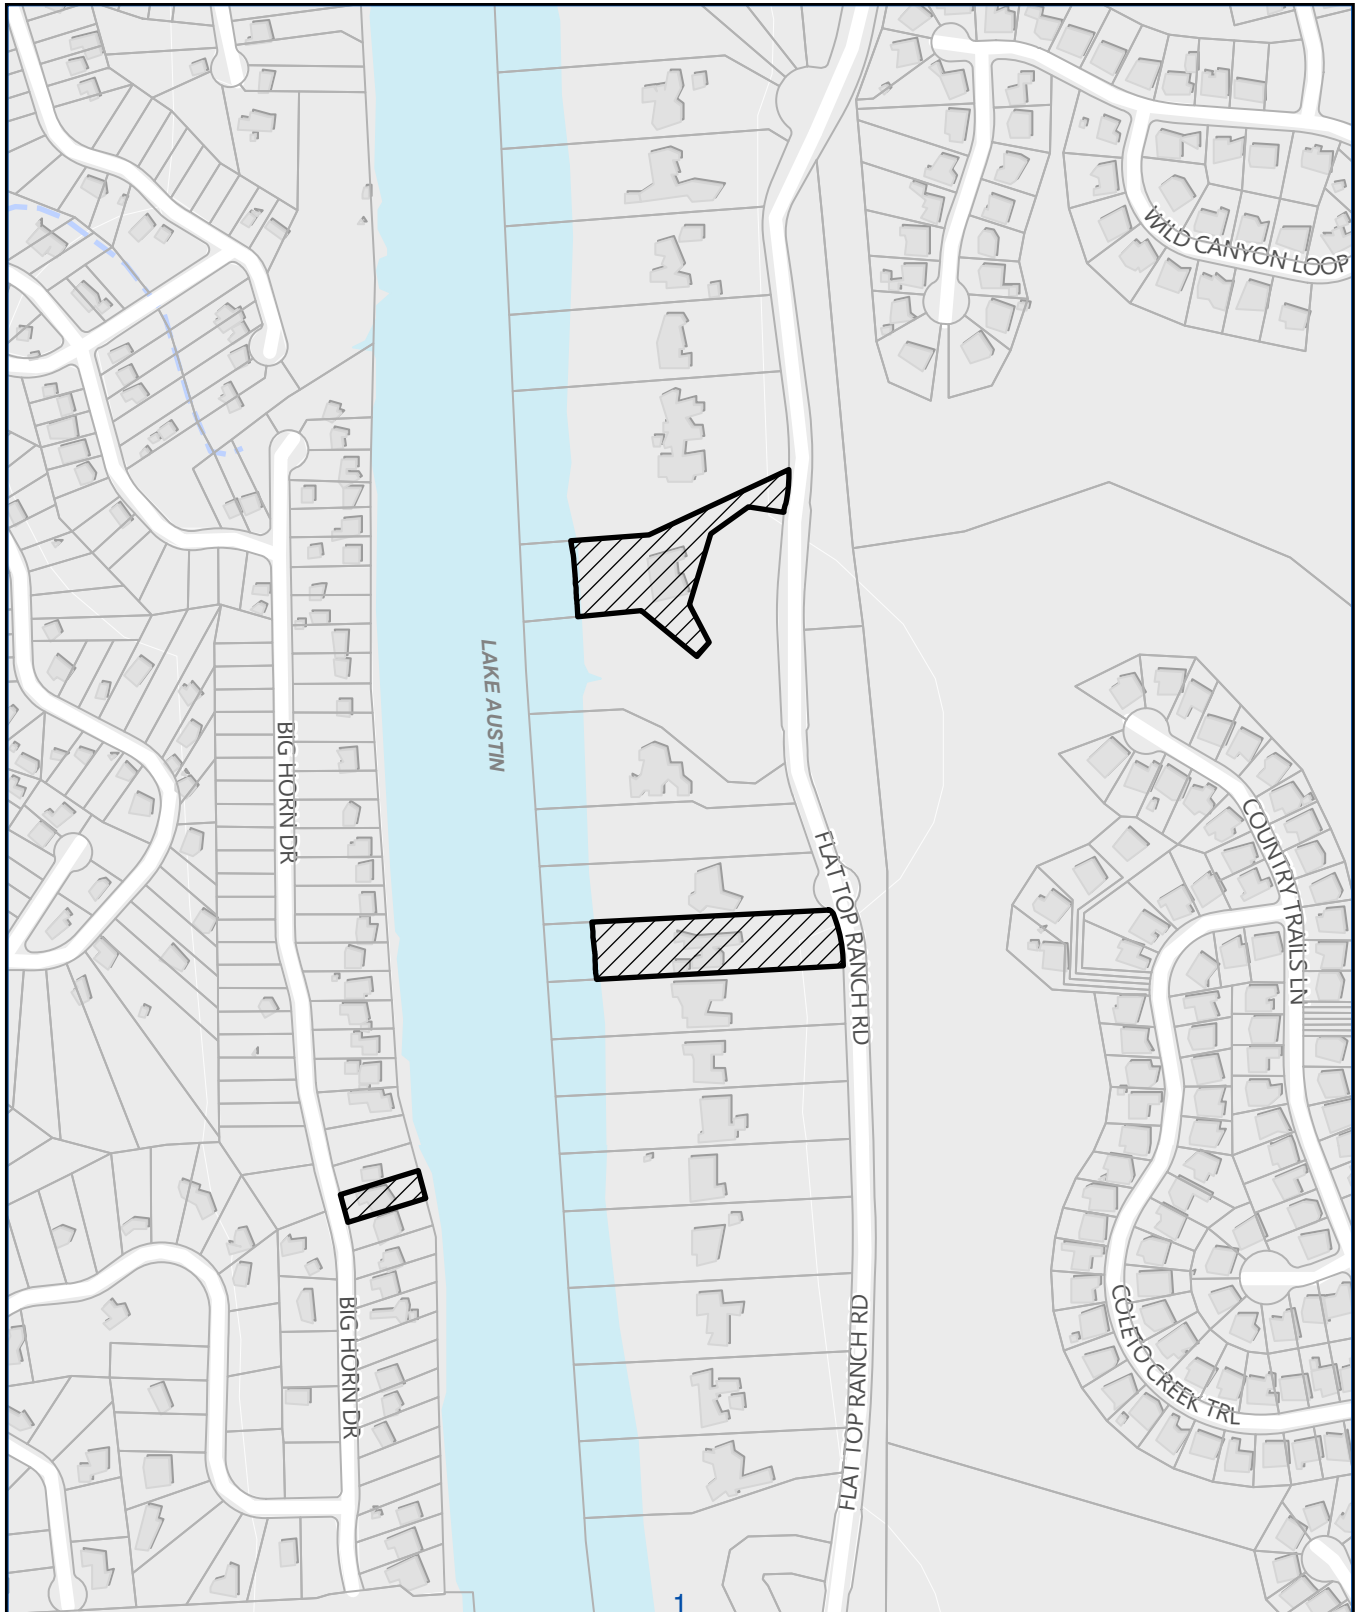 WILD CANYON LOOP
LAKE AUSTIN
BIG HORN DR
FLAT TOP RANCH RD
COUNTRY TRAILS LN
COLETO CREEK TRL
BIG HORN DR
FLAT TOP RANCH RD
1